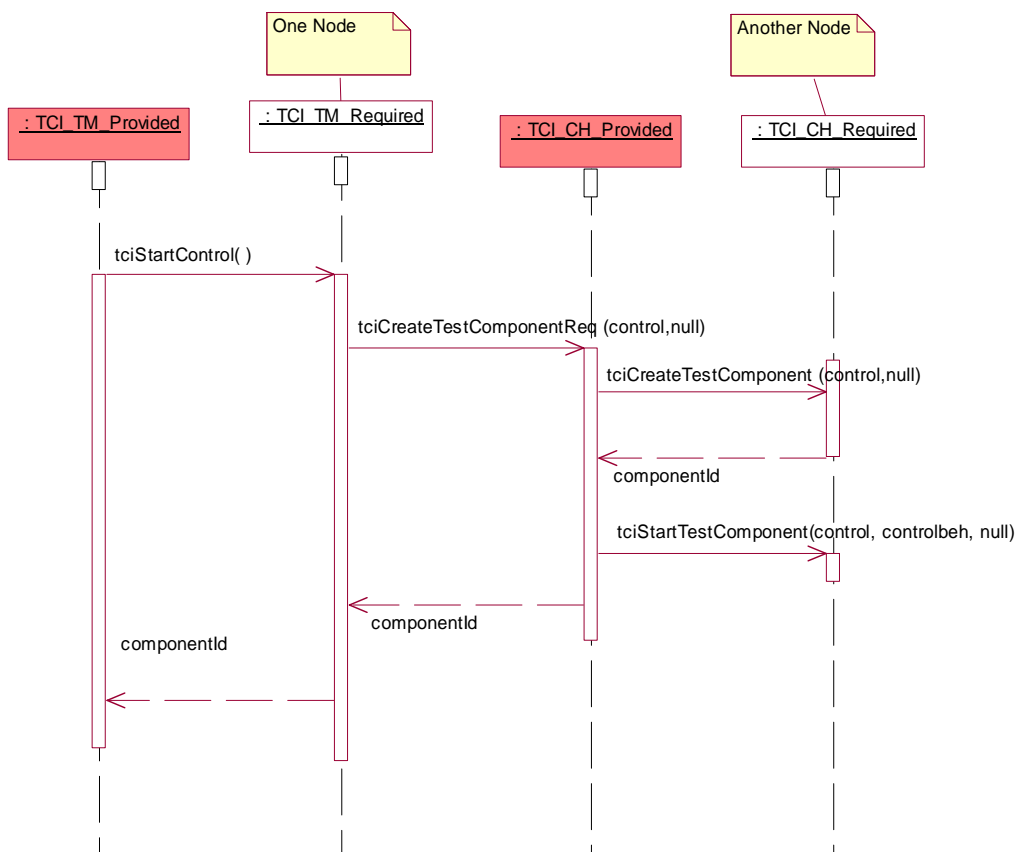 One Node
Another Node
: TCI_TM_Provided
: TCI_TM_Required
: TCI_CH_Provided
: TCI_CH_Required
tciStartControl( )
tciCreateTestComponentReq (control,null)
tciCreateTestComponent (control,null)
componentId
tciStartTestComponent(control, controlbeh, null)
componentId
componentId